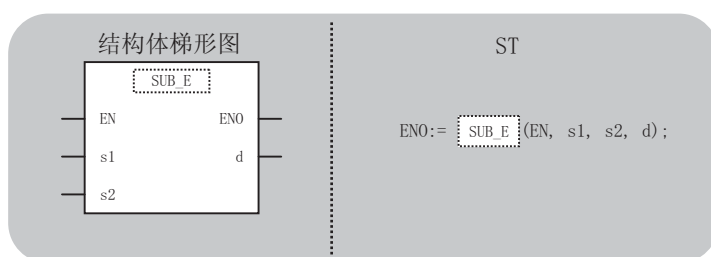 结构体梯形图
SUB_E
EN ENO
s1 d
s2
ST
ENO:= SUB_E (EN, s1, s2, d);